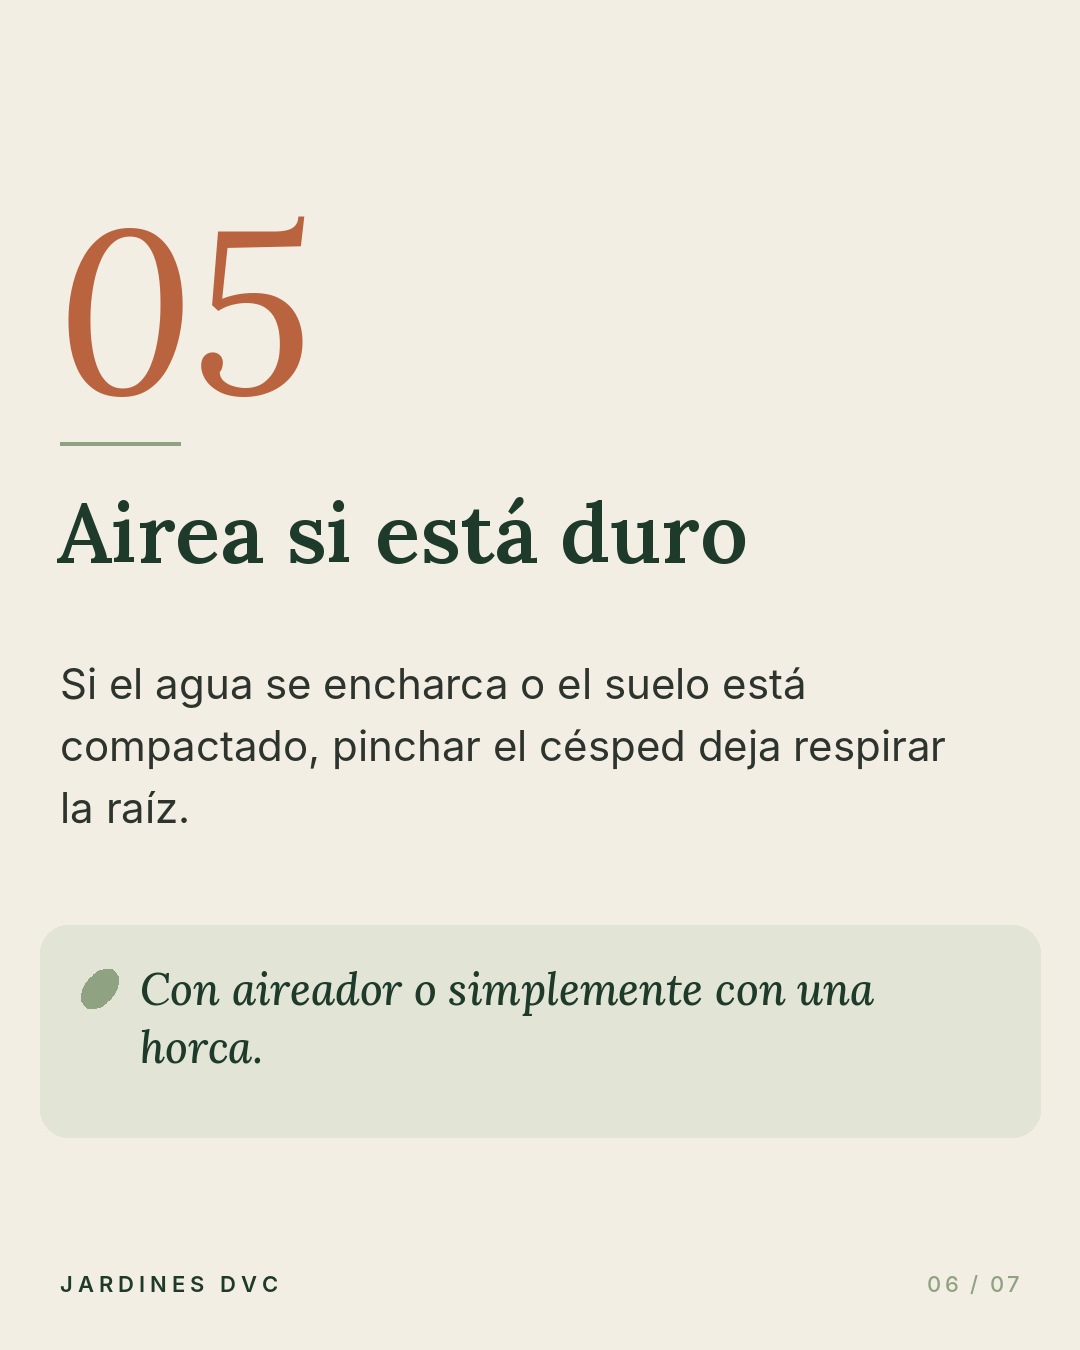 05
Airea si está duro
Si el agua se encharca o el suelo está
compactado, pinchar el césped deja respirar
la raíz.
Con aireador o simplemente con una
horca.
JARDINES DVC
06 / 07